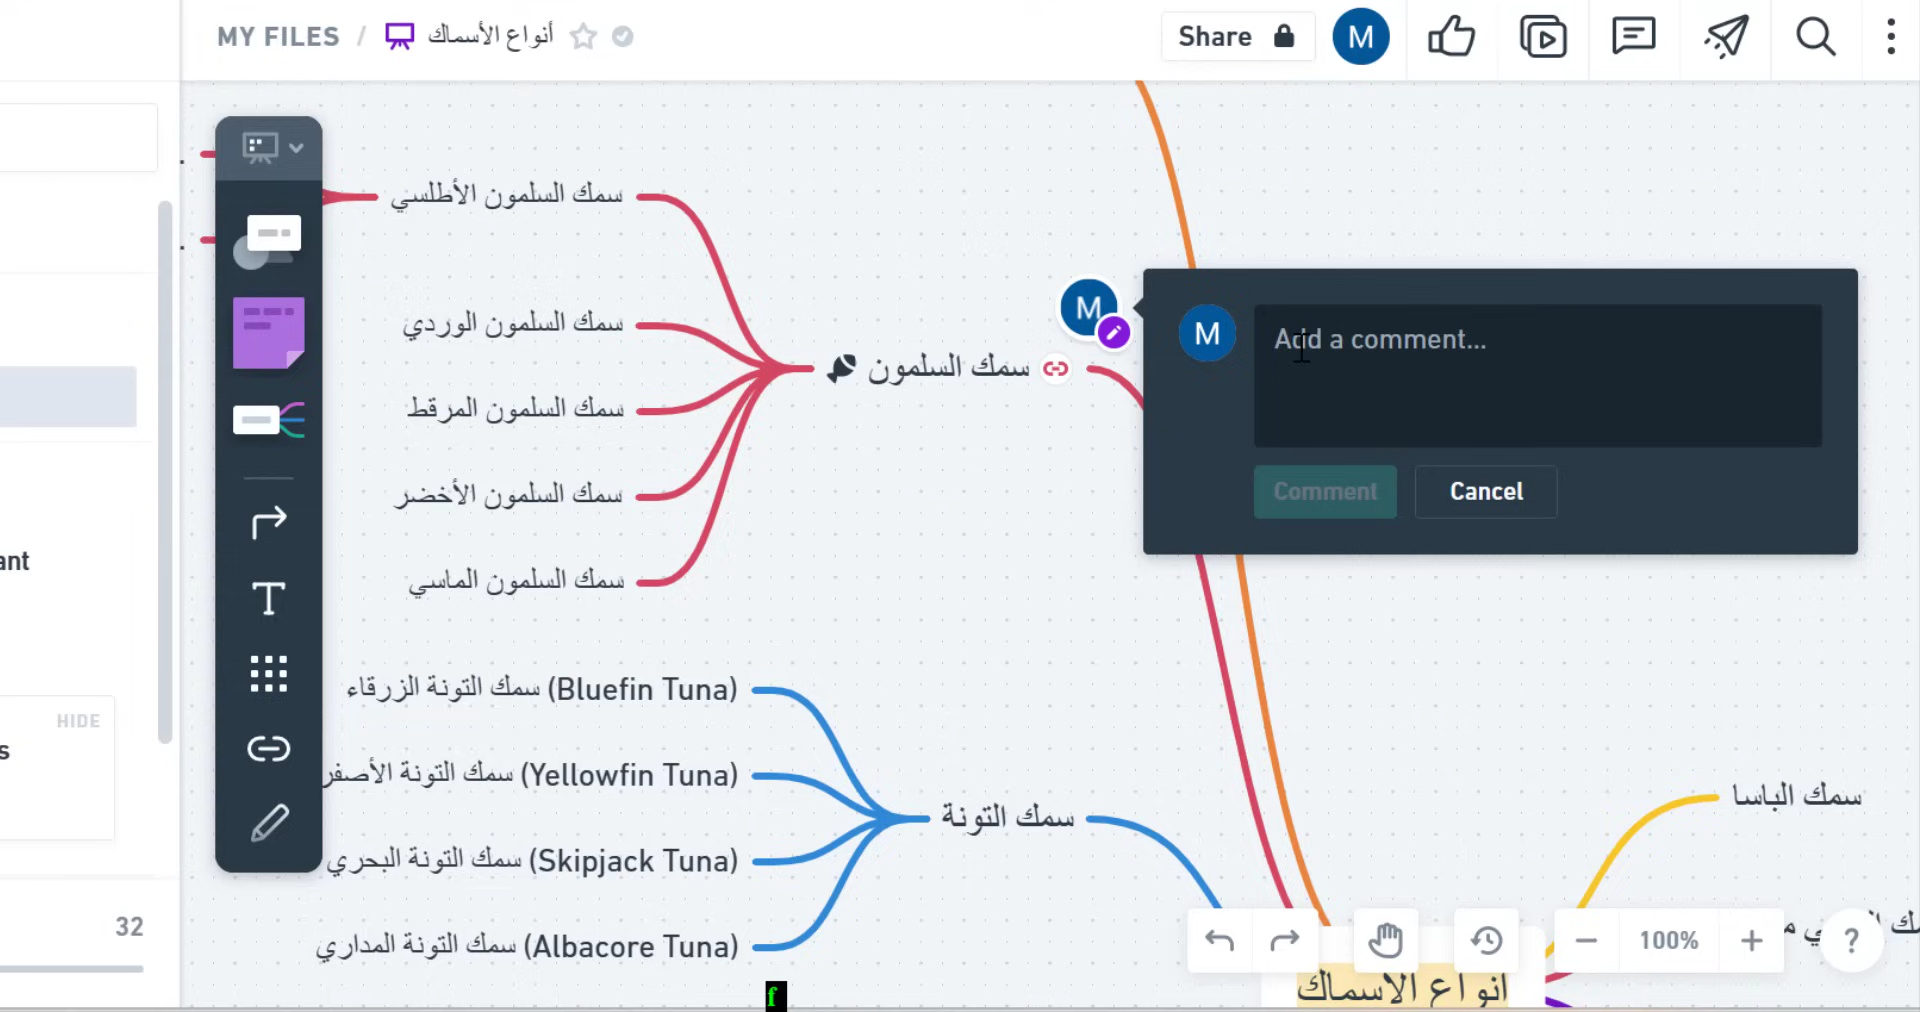 MY FILES / أنواع الأسماك
Share
M
ant
HIDE
s
32
سمك السلمون الأطلسي
سمك السلمون الوردي
سمك السلمون المرقط
سمك السلمون الأخضر
سمك السلمون الماسي
سمك السلمون
M
M
Add a comment...
Comment
Cancel
سمك التونة الزرقاء (Bluefin Tuna)
سمك التونة الأصفر (Yellowfin Tuna)
سمك التونة البحري (Skipjack Tuna)
سمك التونة المداري (Albacore Tuna)
سمك التونة
سمك الباسا
100%
?
أنواع الأسماك
f